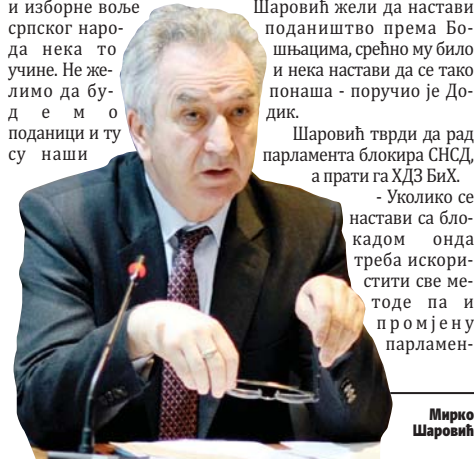 и изборне воље
српског наро-
да нека то
учине. Не же-
лимо да бу-
демо
поданици и ту
су наши
Шаровић жели да настави
подаништво према Бо-
шњацима, срећно му било
и нека настави да се тако
понаша - поручио је До-
дик.
Шаровић тврди да рад
парламента блокира СНСД,
а прати га ХДЗ БиХ.
- Уколико се
настави са бло-
кадом онда
треба искори-
стити све ме-
тоде па и
промјену
парламен-
Мирко
Шаровић